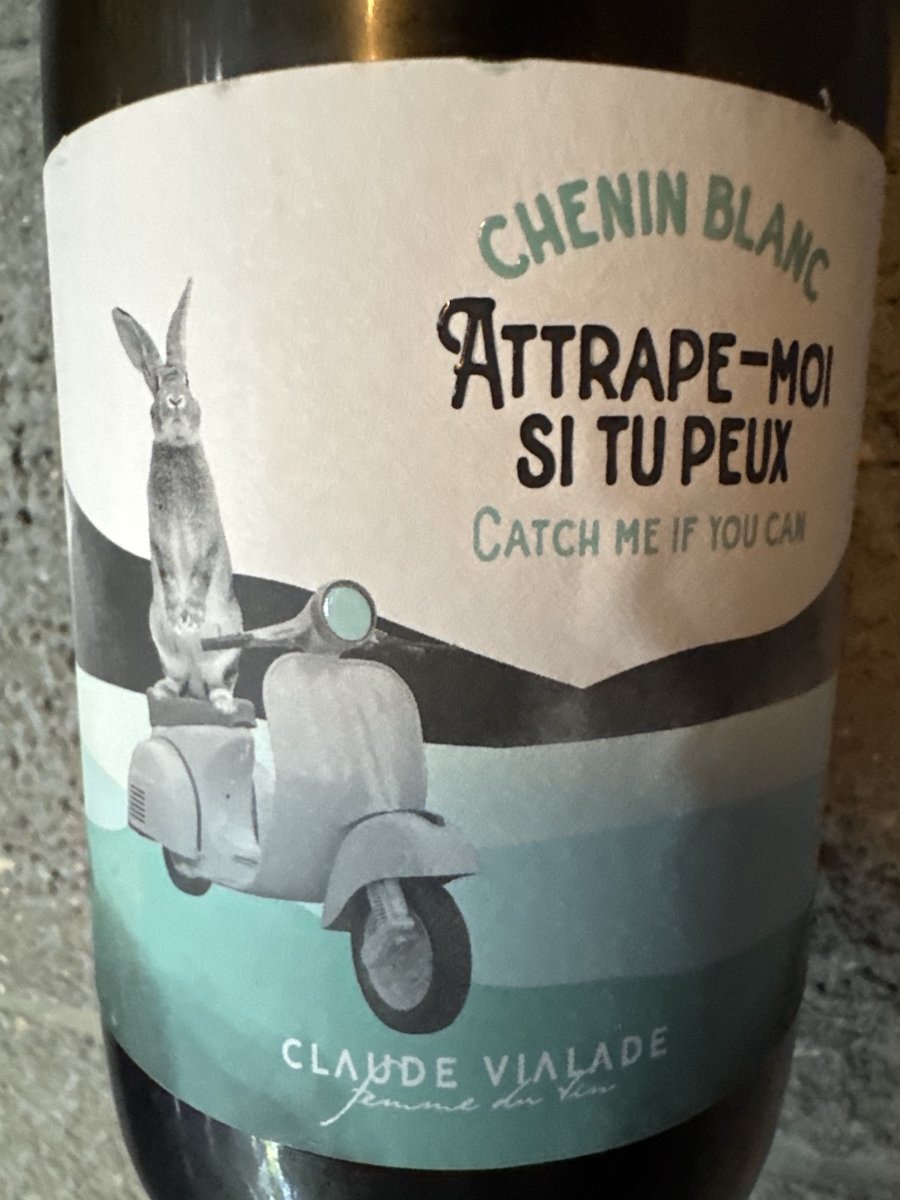 CHENIN BLANC
ATTRAPE-MOI
SI TU PEUX
CATCH ME IF YOU CAN
CLAUDE VIALADE
femme du vin